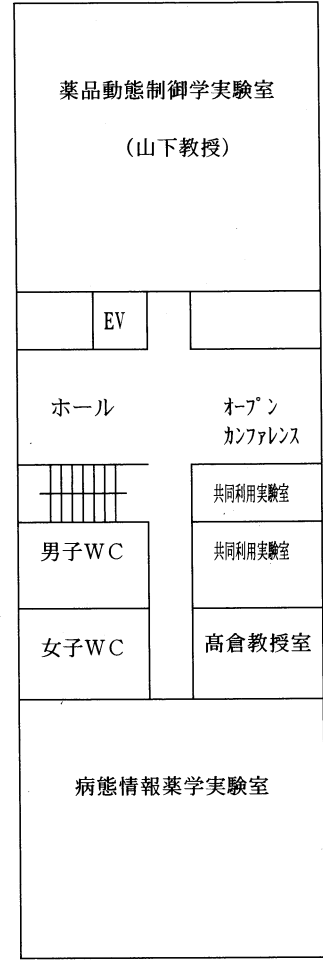 薬品動態制御学実験室
(山下教授)
EV
ホール
オープン
カンファレンス
共同利用実験室
男子WC
共同利用実験室
女子WC
髙倉教授室
病態情報薬学実験室